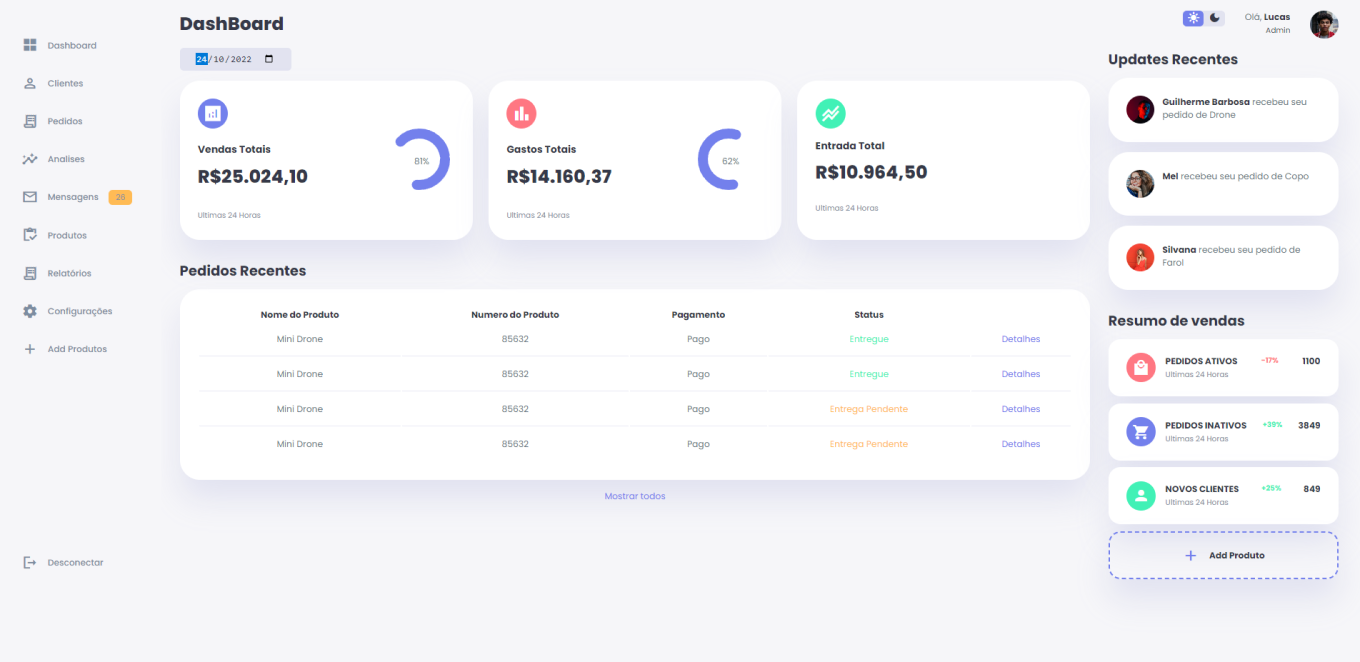 DashBoard
Olá, Lucas
Admin
Dashboard
Clientes
Pedidos
Analises
Mensagens 26
Produtos
Relatórios
Configurações
Add Produtos
Desconectar
24/10/2022
Vendas Totais
R$25.024,10
81%
Ultimas 24 Horas
Gastos Totais
R$14.160,37
62%
Ultimas 24 Horas
Entrada Total
R$10.964,50
Ultimas 24 Horas
Pedidos Recentes
Nome do Produto Numero do Produto Pagamento Status
Mini Drone 85632 Pago Entregue Detalhes
Mini Drone 85632 Pago Entregue Detalhes
Mini Drone 85632 Pago Entrega Pendente Detalhes
Mini Drone 85632 Pago Entrega Pendente Detalhes
Mostrar todos
Updates Recentes
Guilherme Barbosa recebeu seu
pedido de Drone
Mel recebeu seu pedido de Copo
Silvana recebeu seu pedido de
Farol
Resumo de vendas
PEDIDOS ATIVOS -17% 1100
Ultimas 24 Horas
PEDIDOS INATIVOS +39% 3849
Ultimas 24 Horas
NOVOS CLIENTES +25% 849
Ultimas 24 Horas
Add Produto